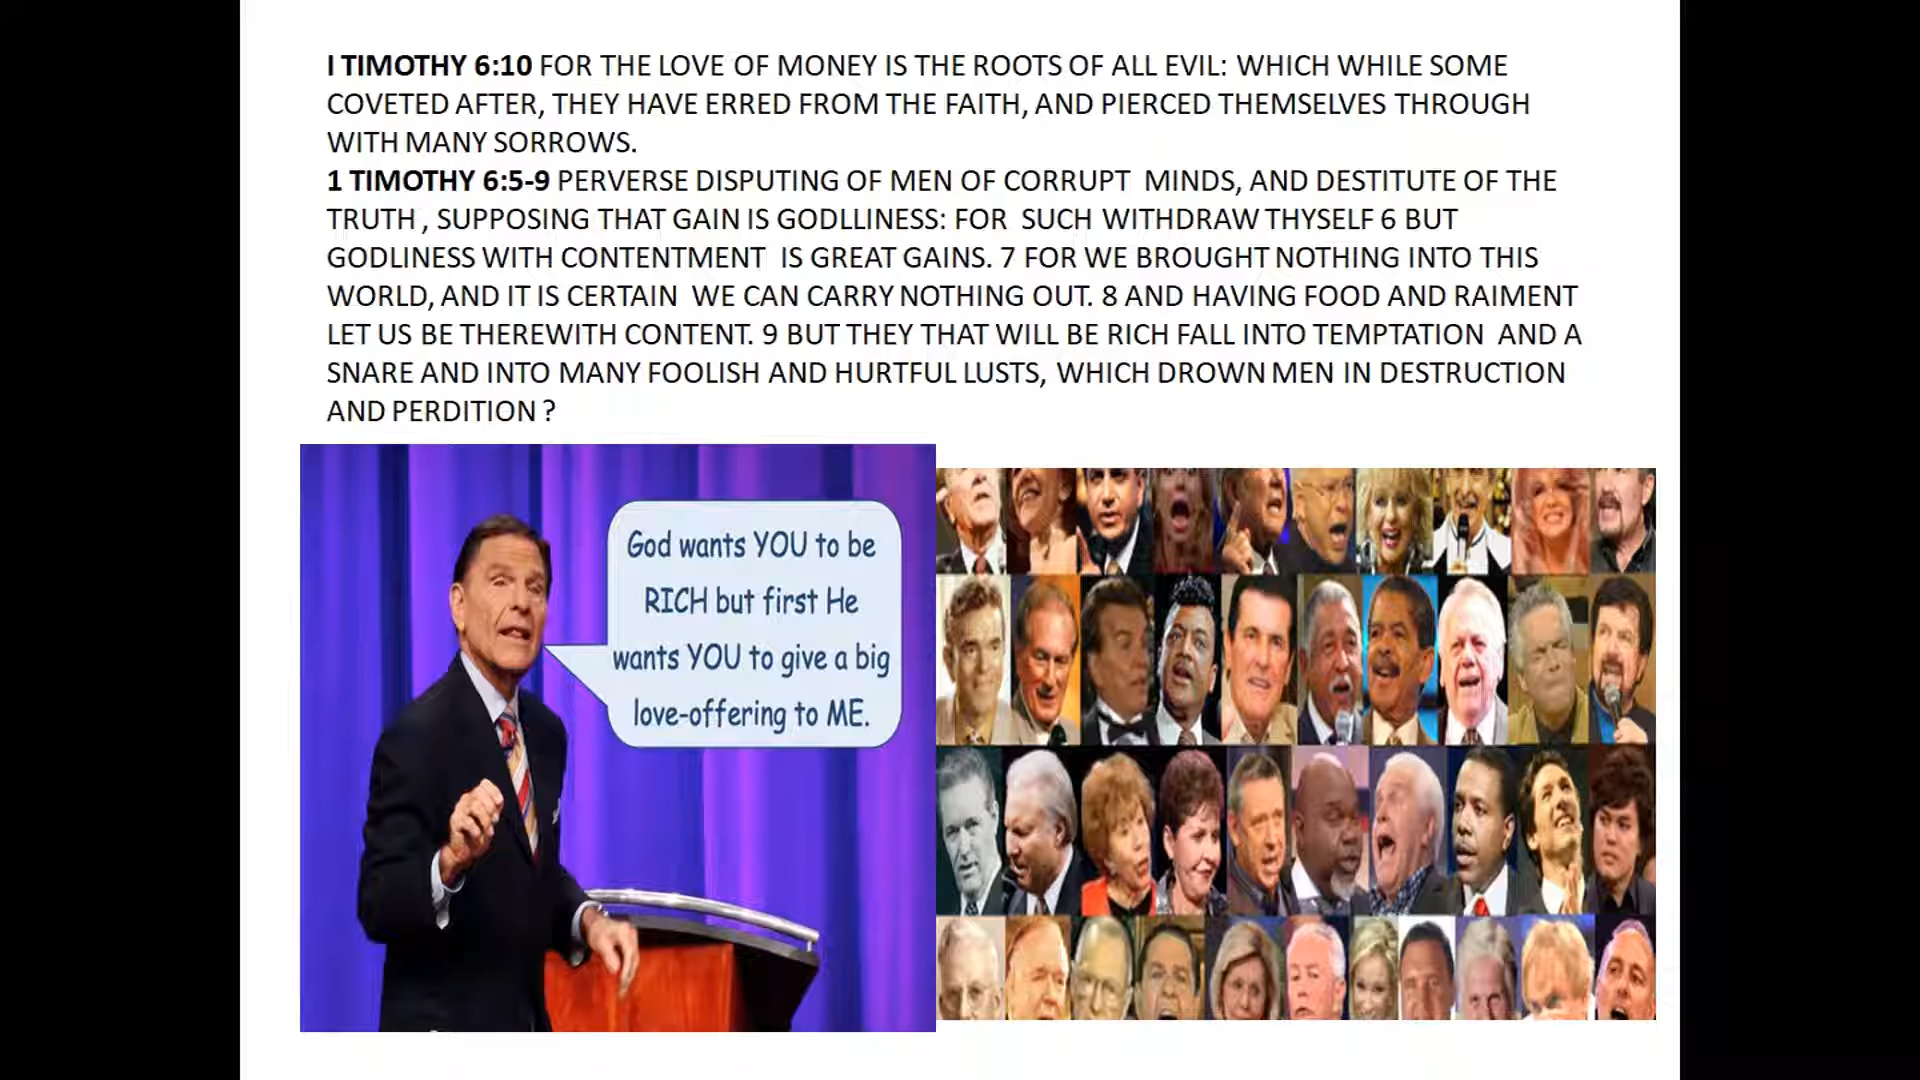 I TIMOTHY 6:10 FOR THE LOVE OF MONEY IS THE ROOTS OF ALL EVIL: WHICH WHILE SOME
COVETED AFTER, THEY HAVE ERRED FROM THE FAITH, AND PIERCED THEMSELVES THROUGH
WITH MANY SORROWS.
1 TIMOTHY 6:5-9 PERVERSE DISPUTING OF MEN OF CORRUPT MINDS, AND DESTITUTE OF THE
TRUTH , SUPPOSING THAT GAIN IS GODLLINESS: FOR SUCH WITHDRAW THYSELF 6 BUT
GODLINESS WITH CONTENTMENT IS GREAT GAINS. 7 FOR WE BROUGHT NOTHING INTO THIS
WORLD, AND IT IS CERTAIN WE CAN CARRY NOTHING OUT. 8 AND HAVING FOOD AND RAIMENT
LET US BE THEREWITH CONTENT. 9 BUT THEY THAT WILL BE RICH FALL INTO TEMPTATION AND A
SNARE AND INTO MANY FOOLISH AND HURTFUL LUSTS, WHICH DROWN MEN IN DESTRUCTION
AND PERDITION ?
God wants YOU to be
RICH but first He
wants YOU to give a big
love-offering to ME.